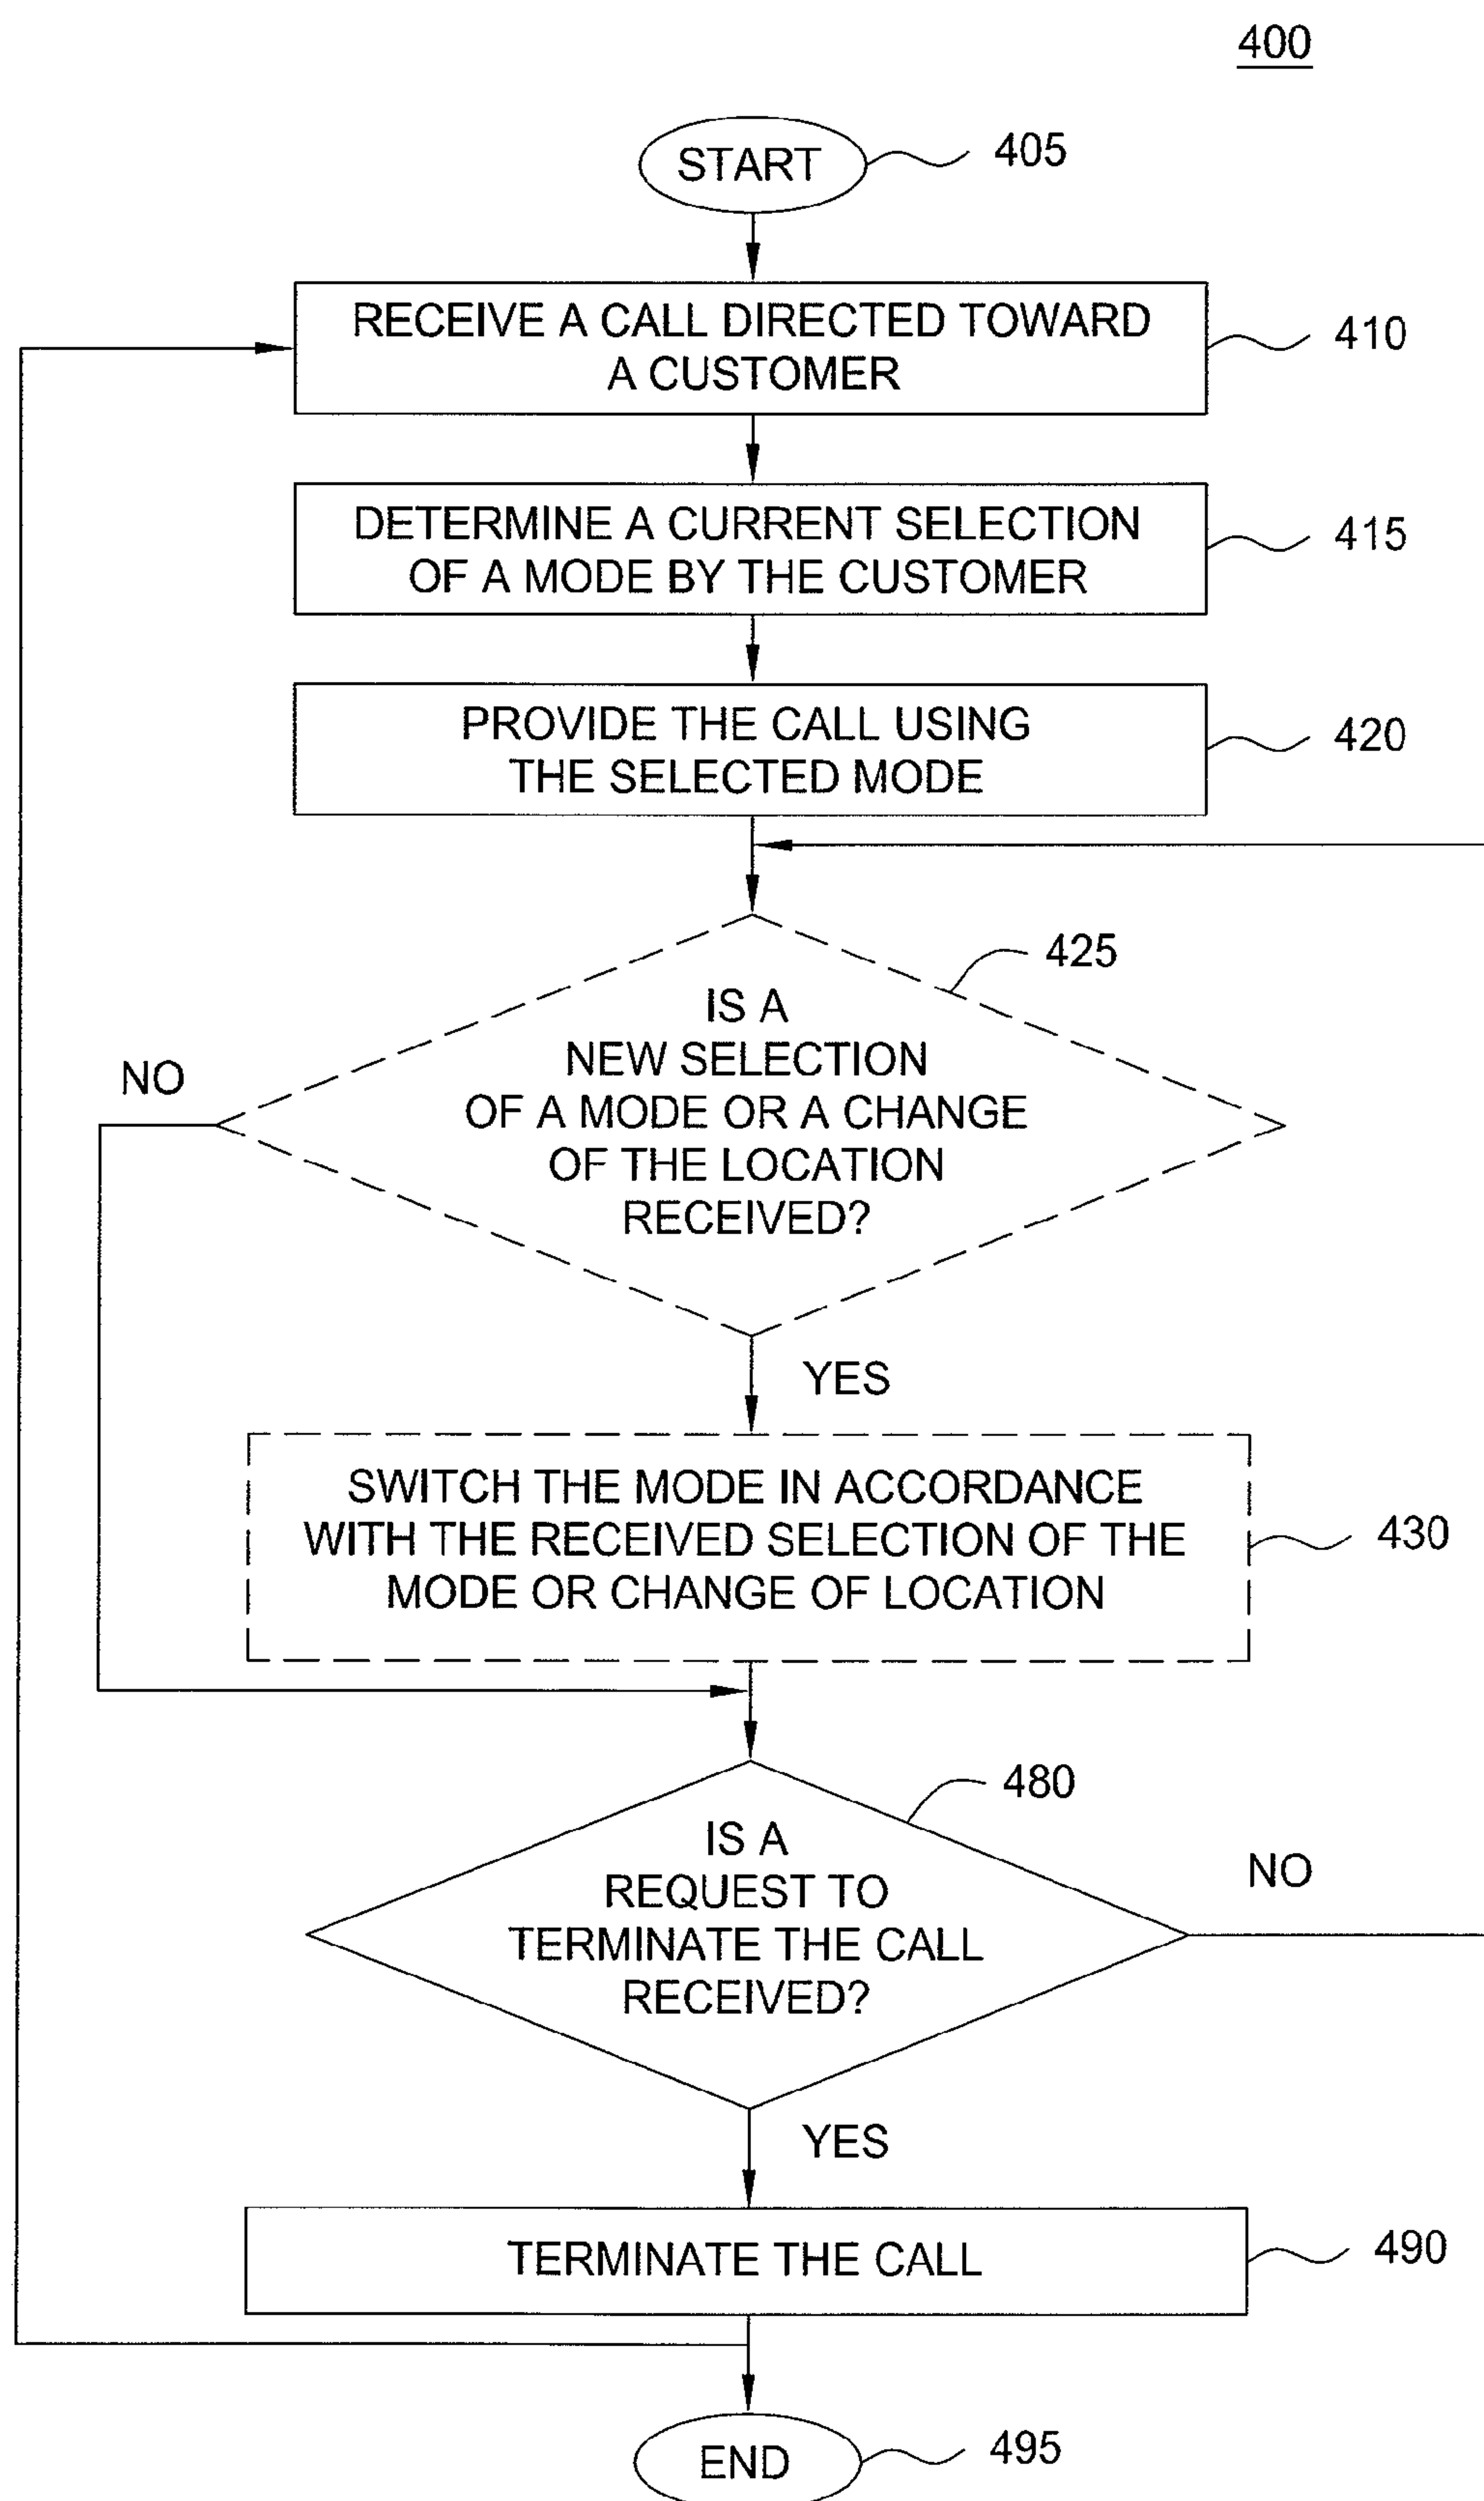 400
START
405
RECEIVE A CALL DIRECTED TOWARD
A CUSTOMER
410
DETERMINE A CURRENT SELECTION
OF A MODE BY THE CUSTOMER
415
PROVIDE THE CALL USING
THE SELECTED MODE
420
425
IS A
NEW SELECTION
OF A MODE OR A CHANGE
OF THE LOCATION
RECEIVED?
NO
YES
SWITCH THE MODE IN ACCORDANCE
WITH THE RECEIVED SELECTION OF THE
MODE OR CHANGE OF LOCATION
430
480
IS A
REQUEST TO
TERMINATE THE CALL
RECEIVED?
NO
YES
TERMINATE THE CALL
490
END
495